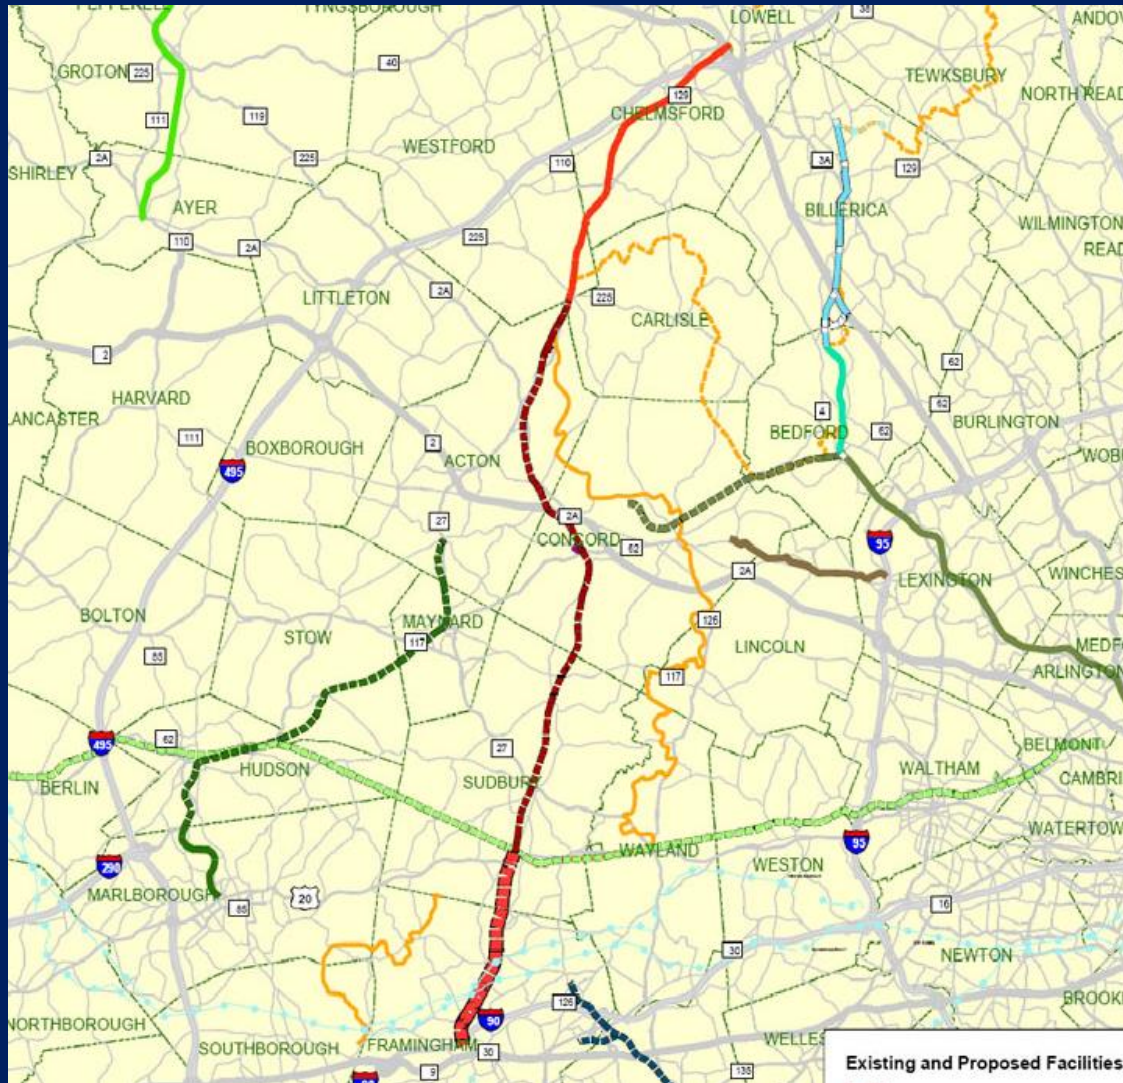 PEPPERELL
TYNGSBOROUGH
LOWELL
38
ANDOV
GROTON
225
40
TEWKSBURY
NORTH READ
129
CHELMSFORD
111
119
WESTFORD
2A
225
110
3A
129
SHIRLEY
AYER
BILLERICA
WILMINGTON
READ
110
2A
225
2A
LITTLETON
225
CARLISLE
2
62
HARVARD
LANCASTER
4
62
BURLINGTON
111
BOXBOROUGH
2
BEDFORD
62
WOBU
495
ACTON
27
2A
CONCORD
62
95
2A
LEXINGTON
WINCHES
BOLTON
STOW
MAYNARD
117
126
LINCOLN
MEDFO
ARLINGTON
85
117
495
62
27
BELMONT
HUDSON
SUDBURY
WALTHAM
CAMBRI
BERLIN
WATERTOW
95
WAYLAND
WESTON
290
MARLBOROUGH
20
85
16
30
NEWTON
126
BROOK
90
NORTHBOROUGH
SOUTHBOROUGH
FRAMINGHAM
30
WELLES
9
135
Existing and Proposed Facilities